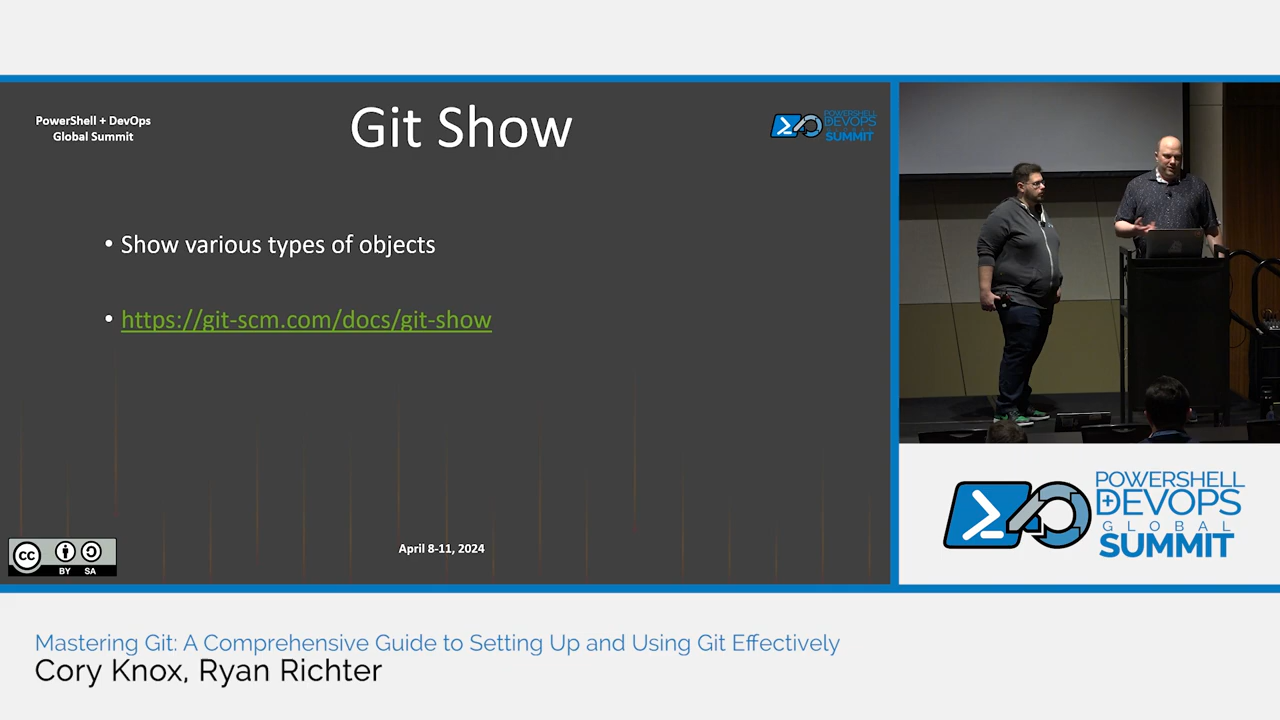 PowerShell + DevOps
Global Summit
Git Show
POWERSHELL
DEVOPS
GLOBAL
SUMMIT
• Show various types of objects
• https://git-scm.com/docs/git-show
April 8-11, 2024
cc
BY SA
POWERSHELL
DEVOPS
GLOBAL
SUMMIT
Mastering Git: A Comprehensive Guide to Setting Up and Using Git Effectively
Cory Knox, Ryan Richter